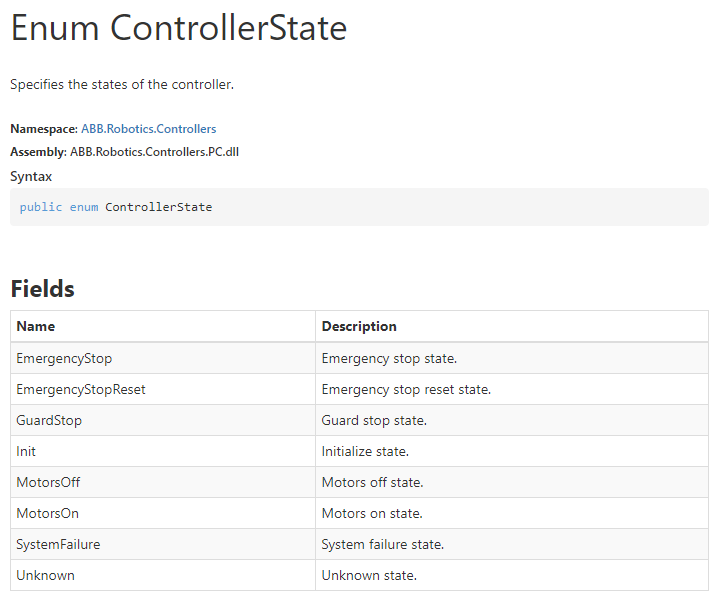 Enum ControllerState
Specifies the states of the controller.
Namespace: ABB.Robotics.Controllers
Assembly: ABB.Robotics.Controllers.PC.dll
Syntax
public enum ControllerState
Fields
Name Description
EmergencyStop Emergency stop state.
EmergencyStopReset Emergency stop reset state.
GuardStop Guard stop state.
Init Initialize state.
MotorsOff Motors off state.
MotorsOn Motors on state.
SystemFailure System failure state.
Unknown Unknown state.